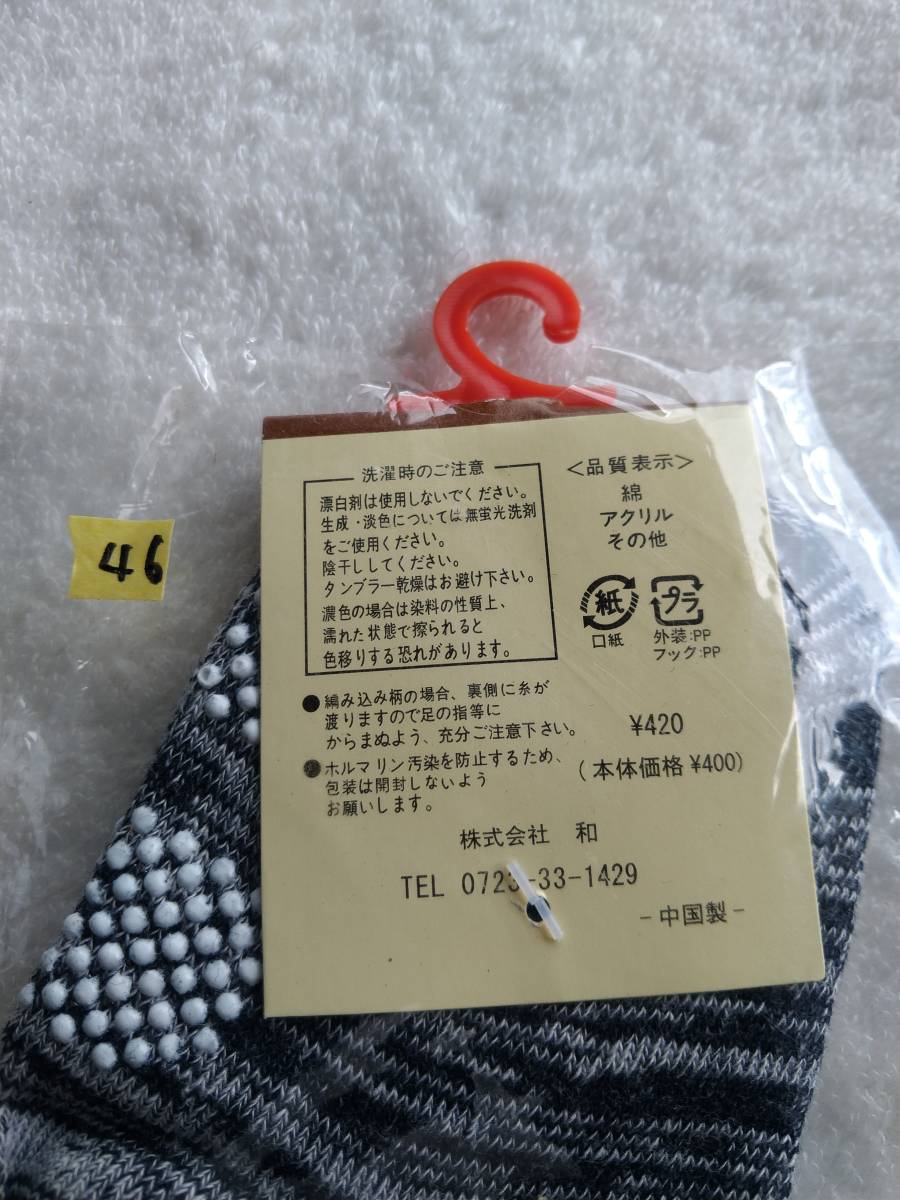 46
洗濯時のご注意
漂白剤は使用しないでください。
生成・淡色については無蛍光洗剤
をご使用ください。
陰干ししてください。
タンブラー乾燥はお避け下さい。
濃色の場合は染料の性質上、
濡れた状態で擦られると
色移りする恐れがあります。
＜品質表示＞
綿
アクリル
その他
紙
口紙
プラ
外装:PP
フック:PP
●編み込み柄の場合、裏側に糸が
渡りますので足の指等に
からまぬよう、充分ご注意下さい。
●ホルマリン汚染を防止するため、
包装は開封しないよう
お願いします。
¥420
(本体価格¥400)
株式会社 和
TEL 0723-33-1429
-中国製-